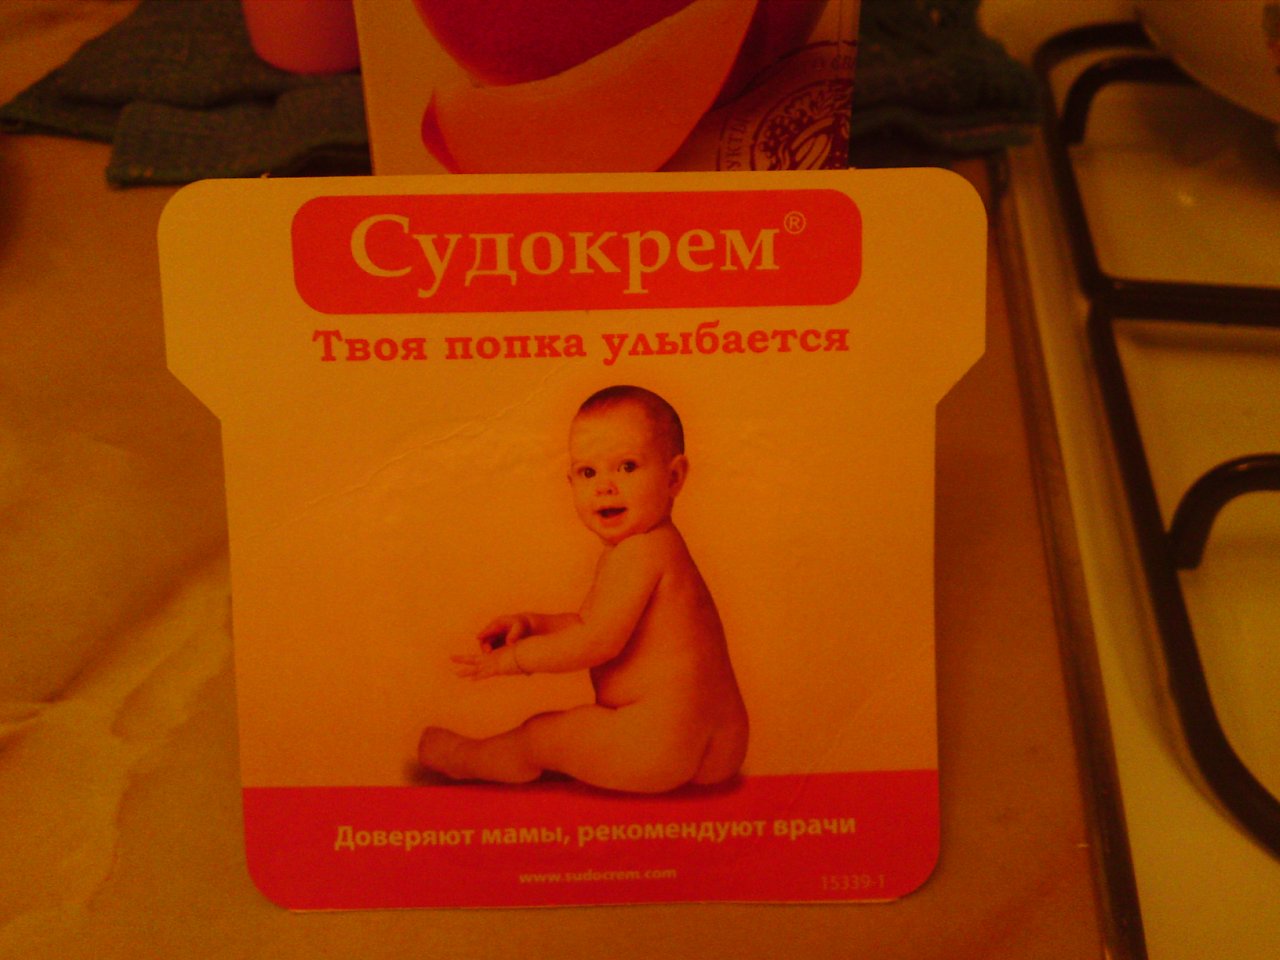 Судокрем®
Твоя попка улыбается
Доверяют мамы, рекомендуют врачи
www.sudocrem.com
15339-1